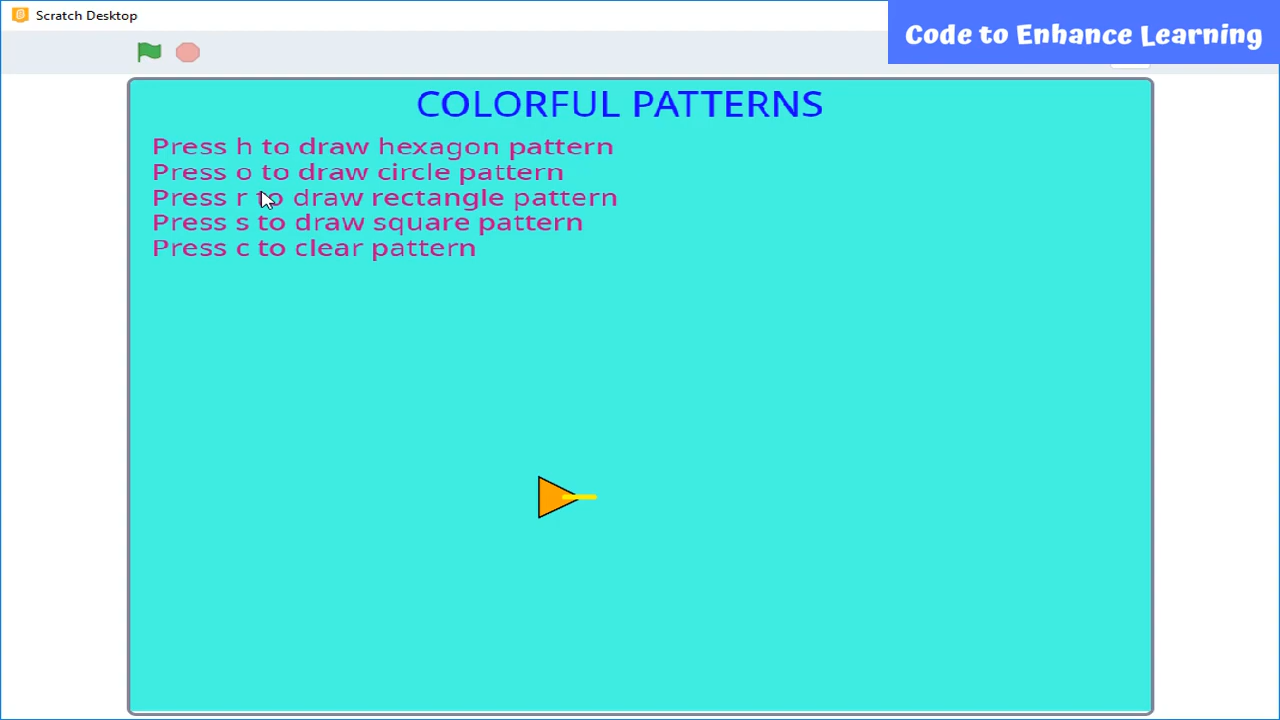 Scratch Desktop
Code to Enhance Learning
COLORFUL PATTERNS
Press h to draw hexagon pattern
Press o to draw circle pattern
Press r to draw rectangle pattern
Press s to draw square pattern
Press c to clear pattern